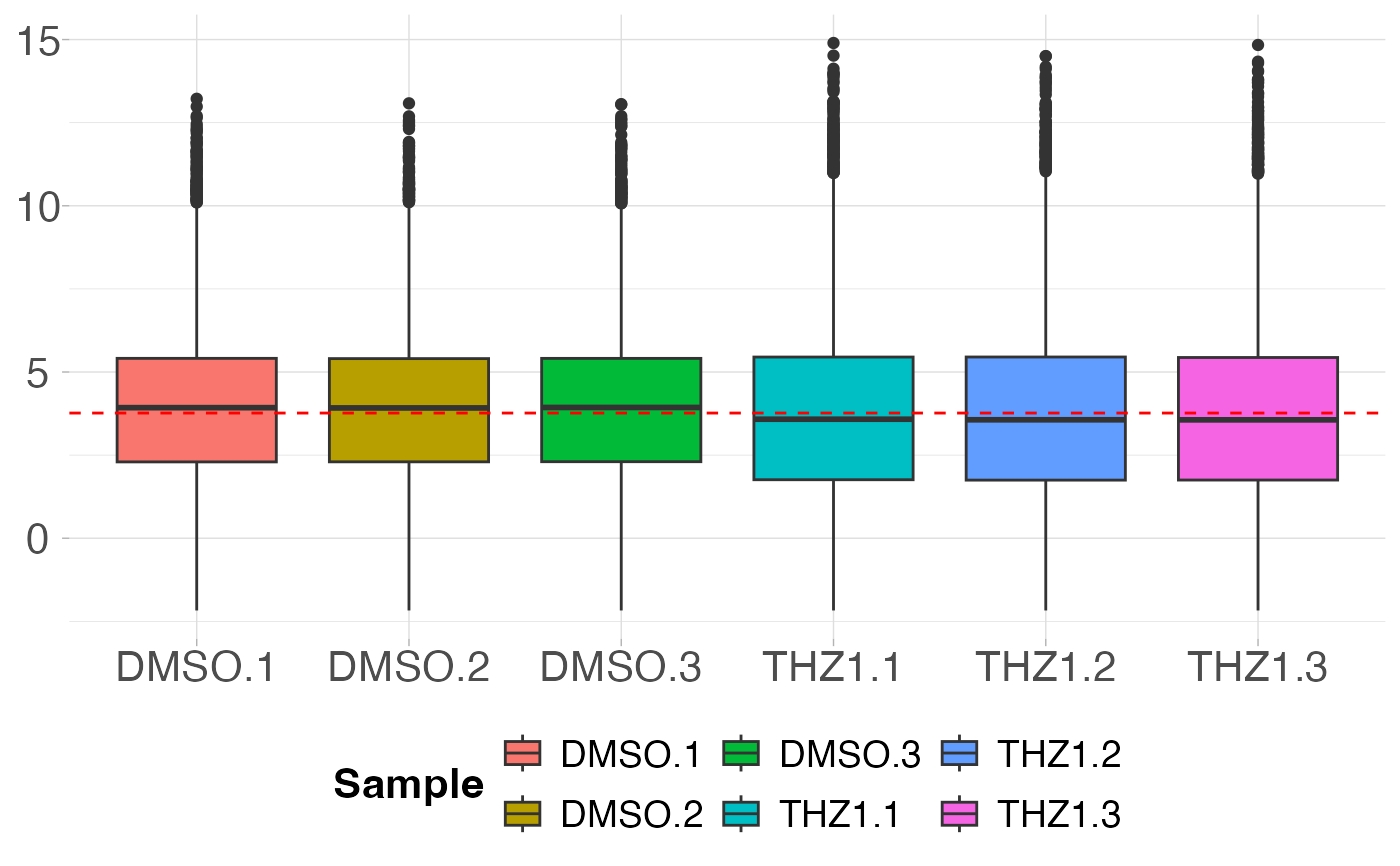 15
10
5
0
DMSO.1 DMSO.2 DMSO.3 THZ1.1 THZ1.2 THZ1.3
Sample
DMSO.1 DMSO.3 THZ1.2
DMSO.2 THZ1.1 THZ1.3